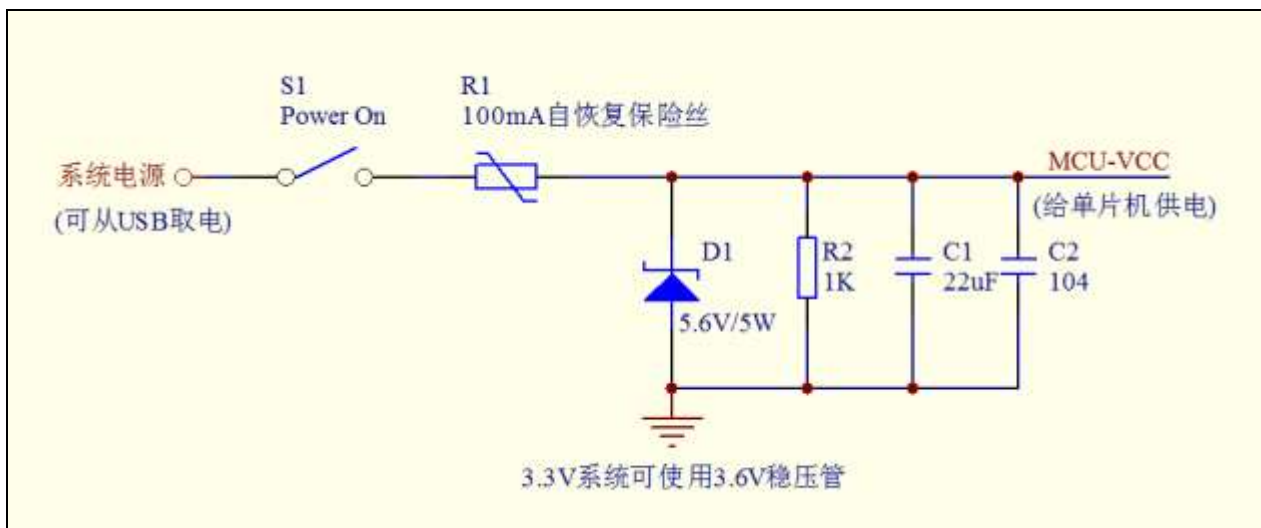 S1
Power On
R1
100mA自恢复保险丝
系统电源
(可从USB取电)
MCU-VCC
(给单片机供电)
D1
5.6V/5W
R2
1K
C1
22uF
C2
104
3.3V系统可使用3.6V稳压管